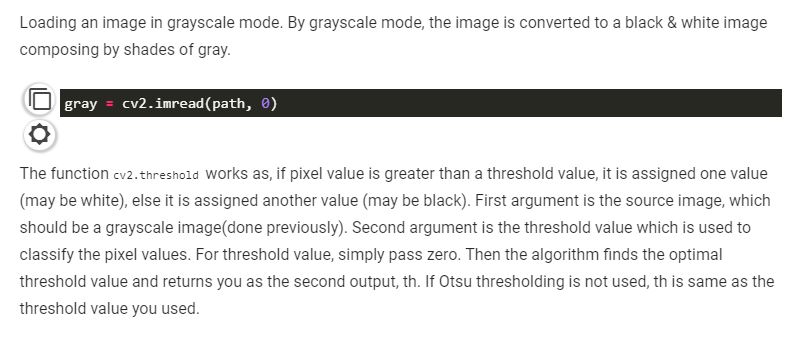 Loading an image in grayscale mode. By grayscale mode, the image is converted to a black & white image
composing by shades of gray.
gray = cv2.imread(path, 0)
The function cv2.threshold works as, if pixel value is greater than a threshold value, it is assigned one value
(may be white), else it is assigned another value (may be black). First argument is the source image, which
should be a grayscale image(done previously). Second argument is the threshold value which is used to
classify the pixel values. For threshold value, simply pass zero. Then the algorithm finds the optimal
threshold value and returns you as the second output, th. If Otsu thresholding is not used, th is same as the
threshold value you used.